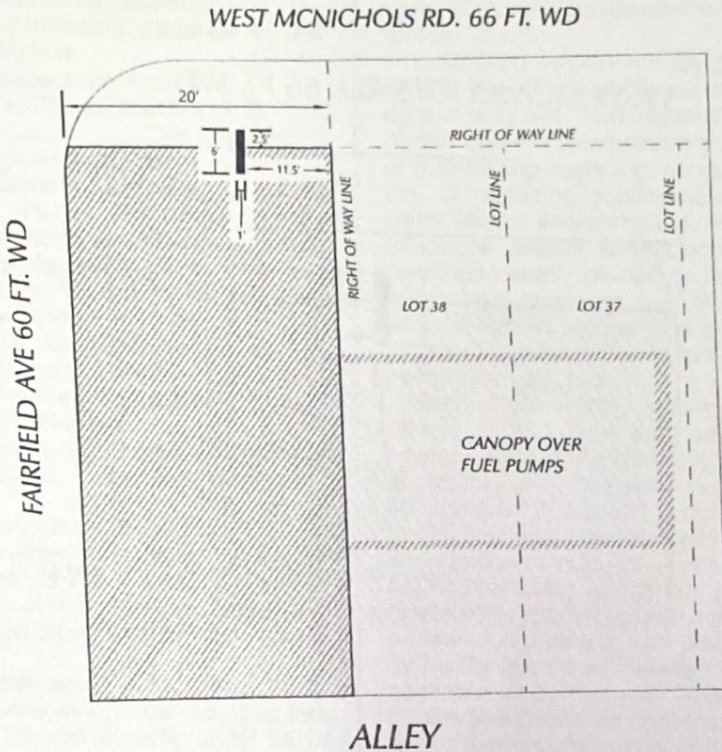 WEST MCNICHOLS RD. 66 FT. WD
20'
RIGHT OF WAY LINE
6'
2.5'
11.5'
1'
FAIRFIELD AVE 60 FT. WD
RIGHT OF WAY LINE
LOT LINE
LOT LINE
LOT 38
LOT 37
CANOPY OVER
FUEL PUMPS
ALLEY